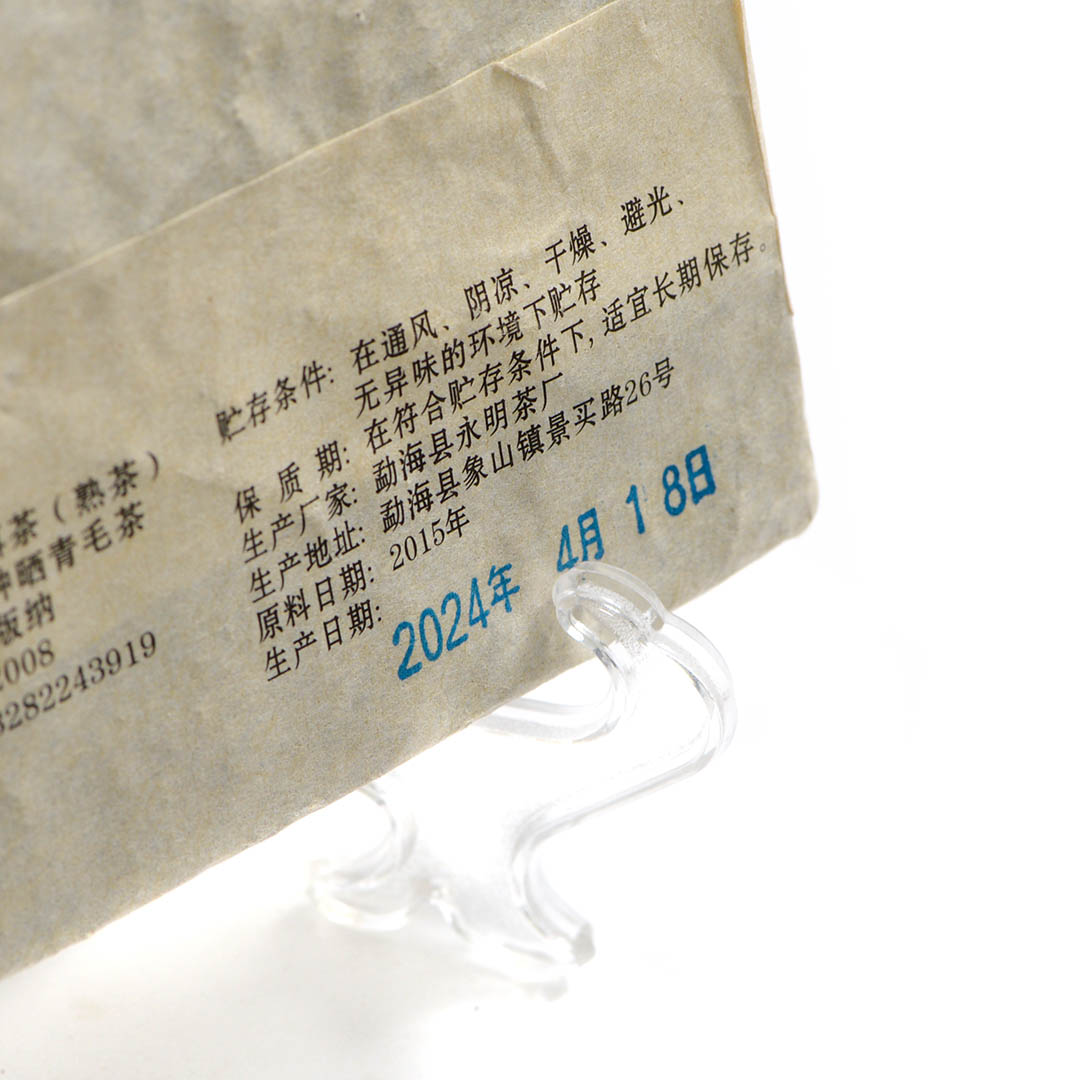 贮存条件: 在通风、阴凉、干燥、避光、
无异味的环境下贮存
保 质 期: 在符合贮存条件下, 适宜长期保存。
生产厂家: 勐海县永明茶厂
生产地址: 勐海县象山镇景买路26号
原料日期: 2015年
生产日期: 2024年 4月 1 8日
茶 (熟茶)
种晒青毛茶
版纳
2008
3282243919